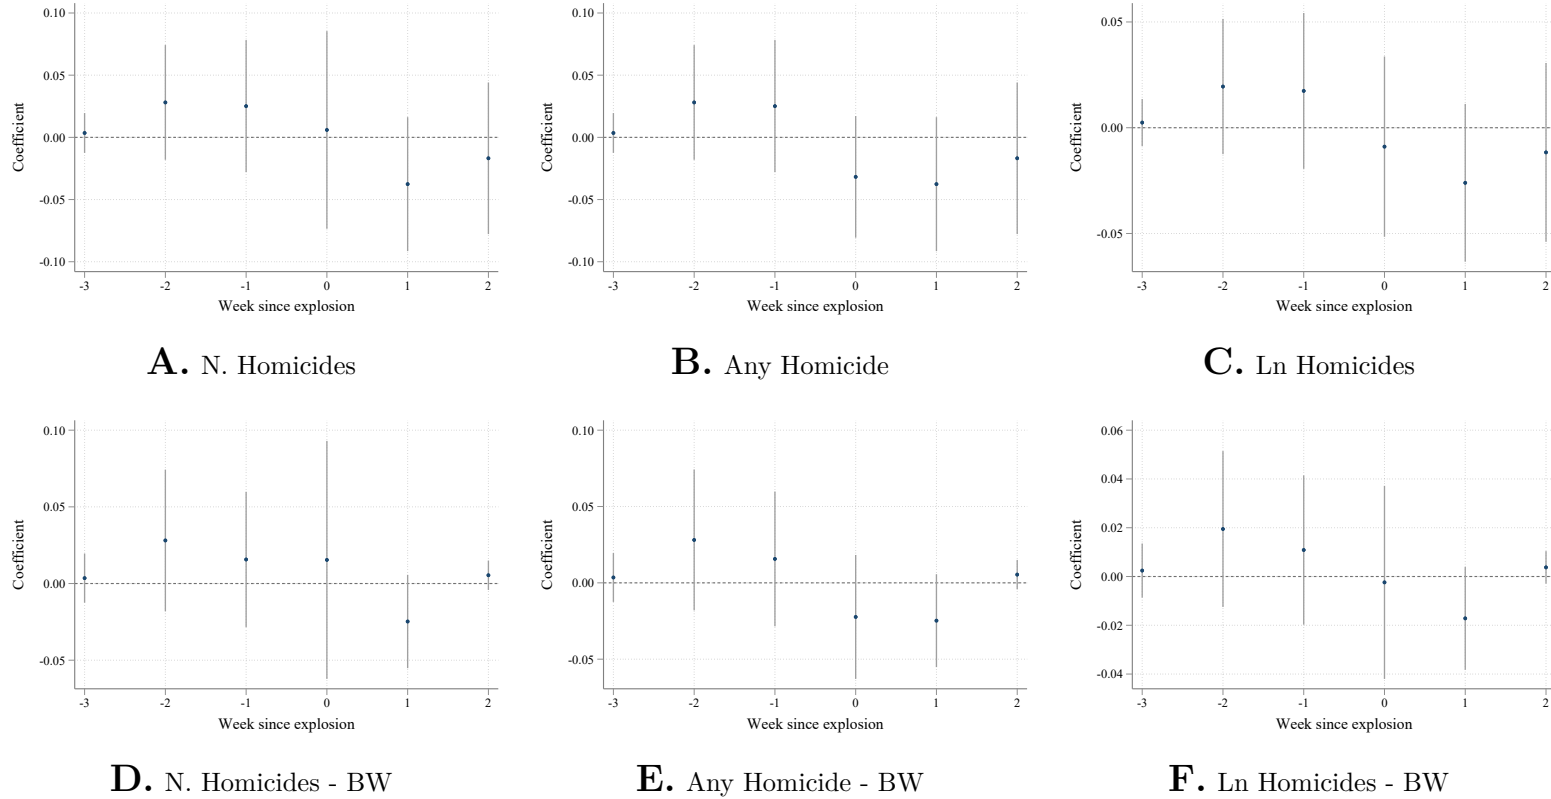 0.10
0.05
0.00
-0.05
-0.10
Coefficient
-3 -2 -1 0 1 2
Week since explosion
A. N. Homicides
0.10
0.05
0.00
-0.05
-0.10
Coefficient
-3 -2 -1 0 1 2
Week since explosion
B. Any Homicide
0.05
0.00
-0.05
Coefficient
-3 -2 -1 0 1 2
Week since explosion
C. Ln Homicides
0.10
0.05
0.00
-0.05
Coefficient
-3 -2 -1 0 1 2
Week since explosion
D. N. Homicides - BW
0.10
0.05
0.00
-0.05
Coefficient
-3 -2 -1 0 1 2
Week since explosion
E. Any Homicide - BW
0.06
0.04
0.02
0.00
-0.02
-0.04
Coefficient
-3 -2 -1 0 1 2
Week since explosion
F. Ln Homicides - BW